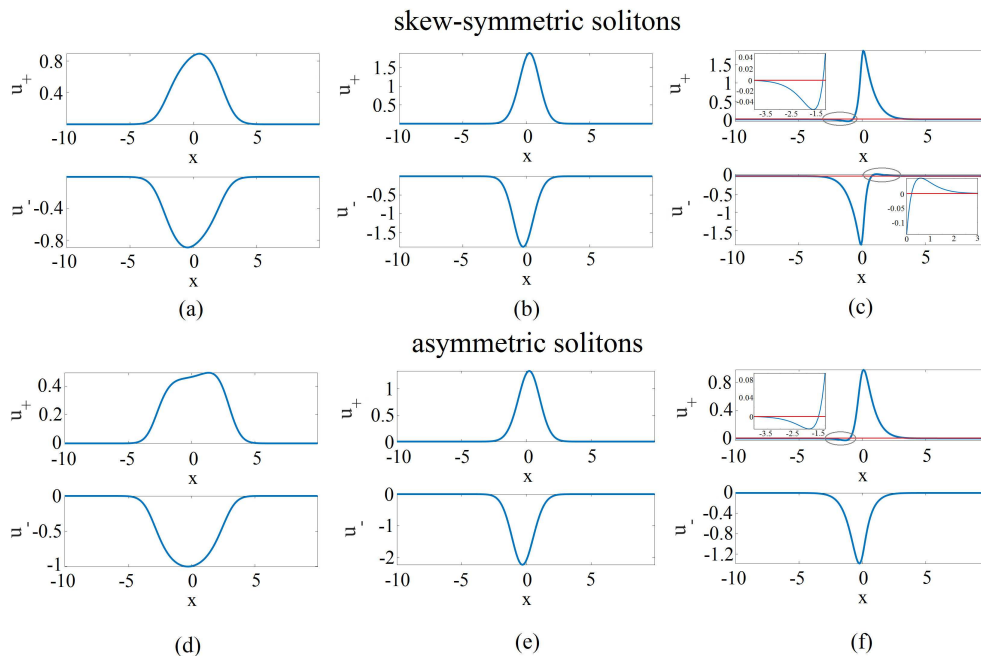 skew-symmetric solitons
u+
0.8
0.4
-10 -5 0 5
x
u-
-0.4
-0.8
-10 -5 0 5
x
(a)
u+
1.5
1
0.5
-10 -5 0 5
x
u-
-0.5
-1
-1.5
-10 -5 0 5
x
(b)
u+
1.5
1
0.5
0
-10 -5 0 5
x
0.04
0.02
0
-0.02
-0.04
-3.5 -2.5 -1.5
u-
0
-0.5
-1
-1.5
-10 -5 0 5
x
0
-0.05
-0.1
0 1 2 3
(c)
asymmetric solitons
u+
0.4
0.2
0
-10 -5 0 5
x
u-
0
-0.5
-1
-10 -5 0 5
x
(d)
u+
1
0.5
0
-10 -5 0 5
x
u-
0
-1
-2
-10 -5 0 5
x
(e)
u+
0.8
0.4
0
-10 -5 0 5
x
0.08
0.04
0
-3.5 -2.5 -1.5
u-
0
-0.4
-0.8
-1.2
-10 -5 0 5
x
(f)